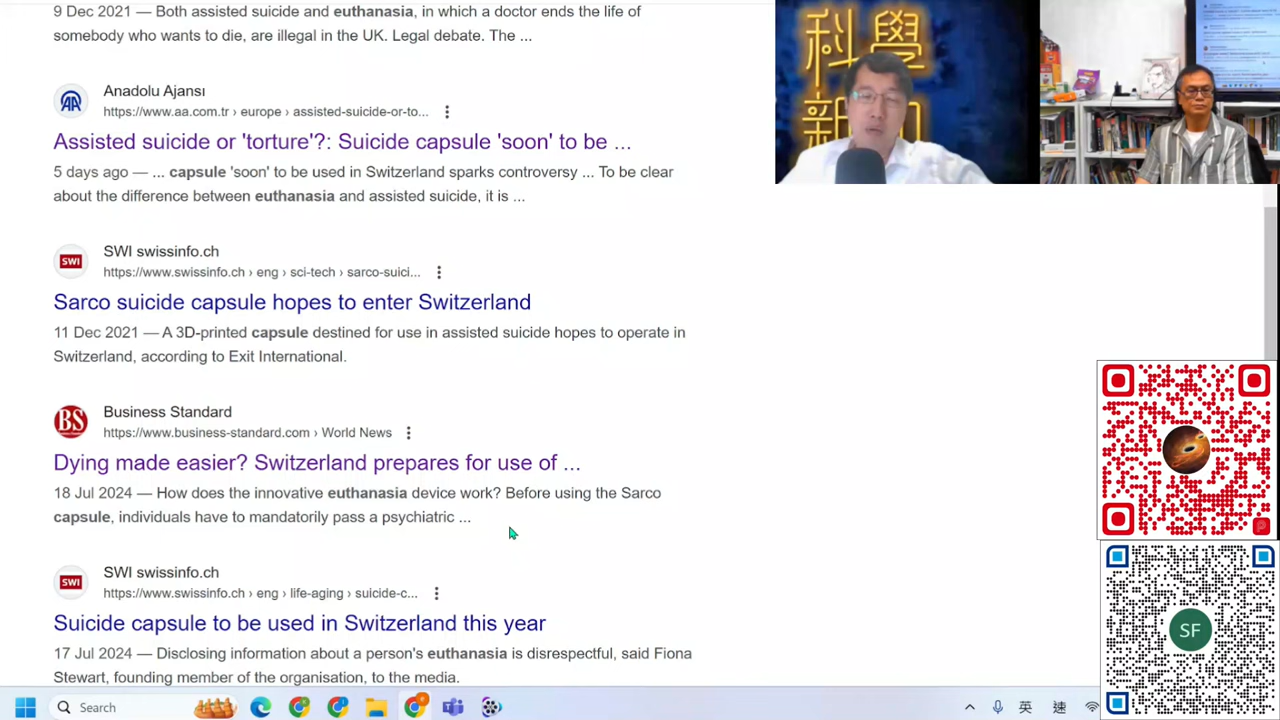 9 Dec 2021 — Both assisted suicide and euthanasia, in which a doctor ends the life of
somebody who wants to die, are illegal in the UK. Legal debate. The ...
Anadolu Ajansı
https://www.aa.com.tr › europe › assisted-suicide-or-to...
Assisted suicide or 'torture'?: Suicide capsule 'soon' to be ...
5 days ago — ... capsule 'soon' to be used in Switzerland sparks controversy ... To be clear
about the difference between euthanasia and assisted suicide, it is ...
SWI swissinfo.ch
SWI
https://www.swissinfo.ch › eng › sci-tech › sarco-suici...
Sarco suicide capsule hopes to enter Switzerland
11 Dec 2021 — A 3D-printed capsule destined for use in assisted suicide hopes to operate in
Switzerland, according to Exit International.
Business Standard
BS
https://www.business-standard.com › World News
Dying made easier? Switzerland prepares for use of ...
18 Jul 2024 — How does the innovative euthanasia device work? Before using the Sarco
capsule, individuals have to mandatorily pass a psychiatric ...
SWI swissinfo.ch
SWI
https://www.swissinfo.ch › eng › life-aging › suicide-c...
Suicide capsule to be used in Switzerland this year
17 Jul 2024 — Disclosing information about a person's euthanasia is disrespectful, said Fiona
Stewart, founding member of the organisation, to the media.
科學
新
SF
Search
英
速